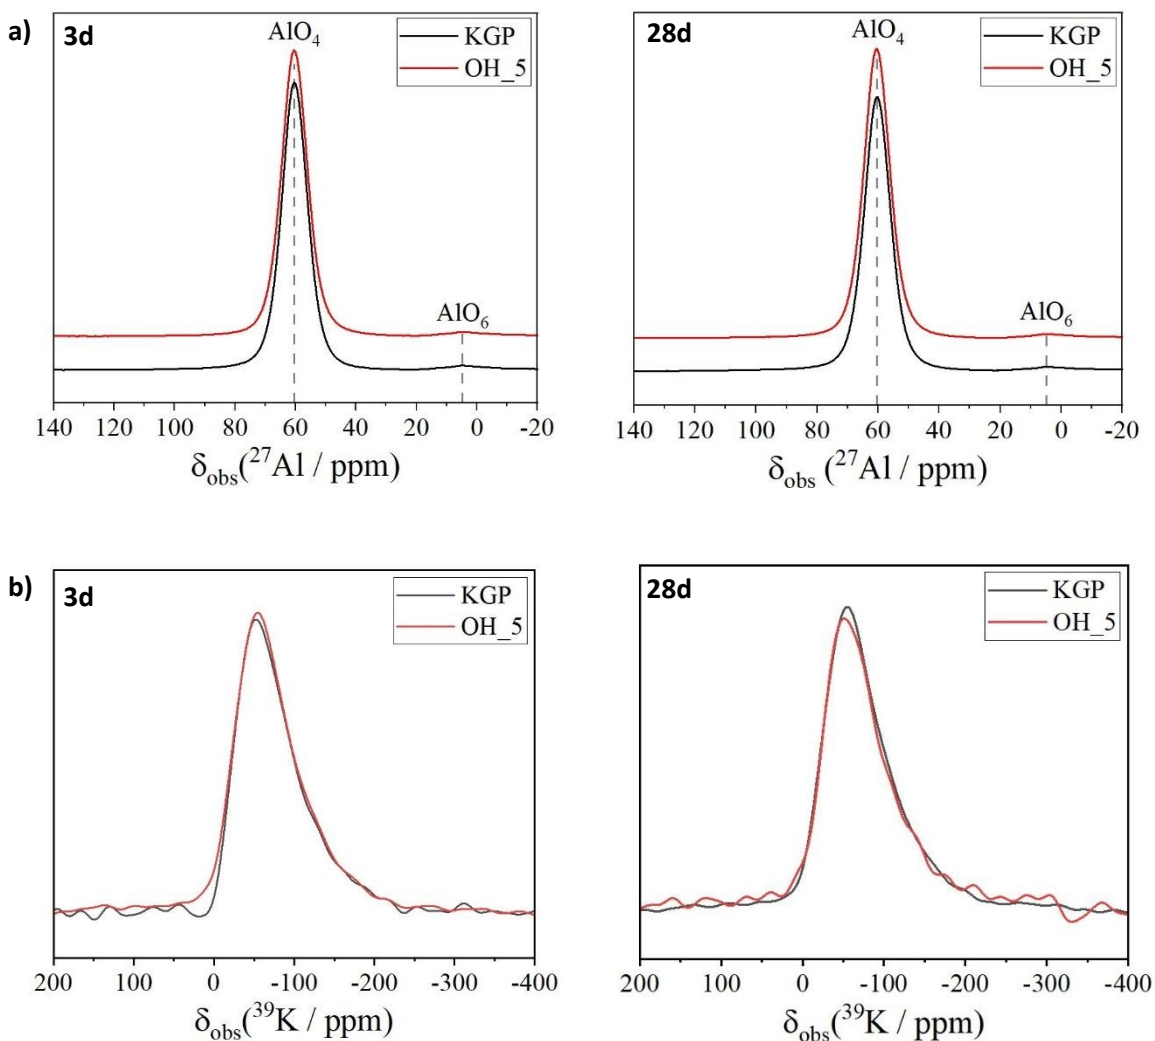 a)
3d
AlO₄
KGP
OH_5
AlO₆
140 120 100 80 60 40 20 0 -20
δobs(²⁷Al / ppm)
28d
AlO₄
KGP
OH_5
AlO₆
140 120 100 80 60 40 20 0 -20
δobs (²⁷Al / ppm)
b)
3d
KGP
OH_5
200 100 0 -100 -200 -300 -400
δobs(³⁹K / ppm)
28d
KGP
OH_5
200 100 0 -100 -200 -300 -400
δobs(³⁹K / ppm)